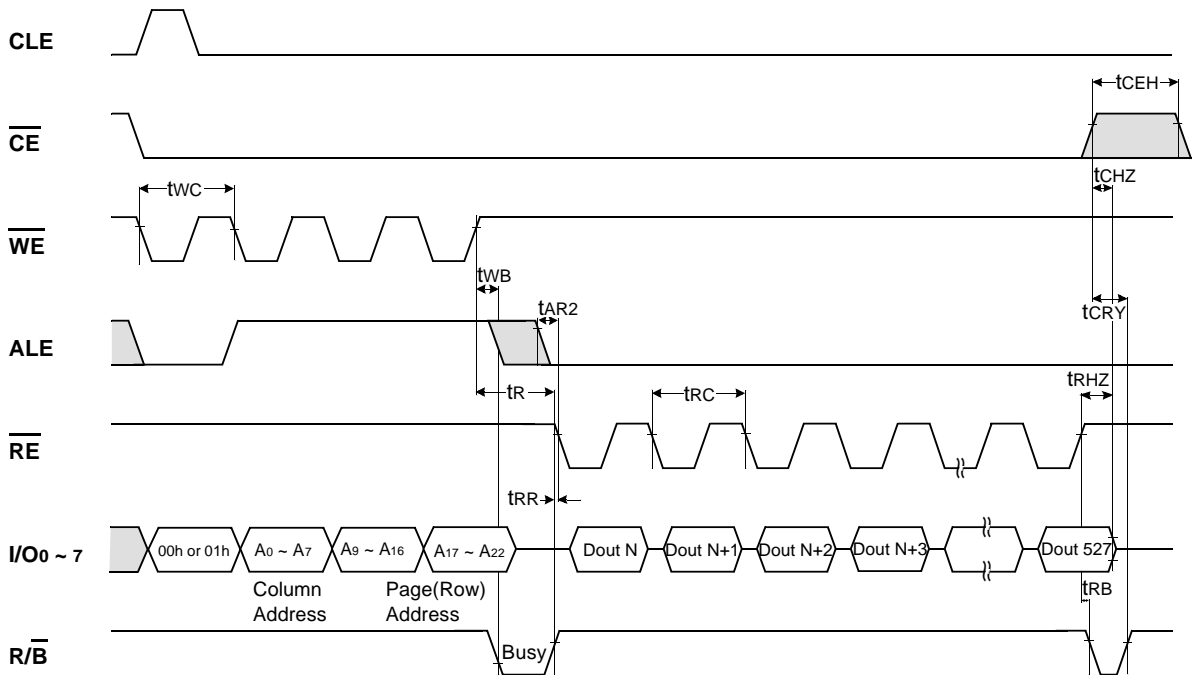 CLE
tCEH
CE
tWC
tCHZ
WE
tWB
tAR2
tCRY
ALE
tR
tRC
tRHZ
RE
tRR
I/O0 ~ 7
00h or 01h
A0 ~ A7
A9 ~ A16
A17 ~ A22
Dout N
Dout N+1
Dout N+2
Dout N+3
Dout 527
Column
Address
Page(Row)
Address
tRB
R/B
Busy